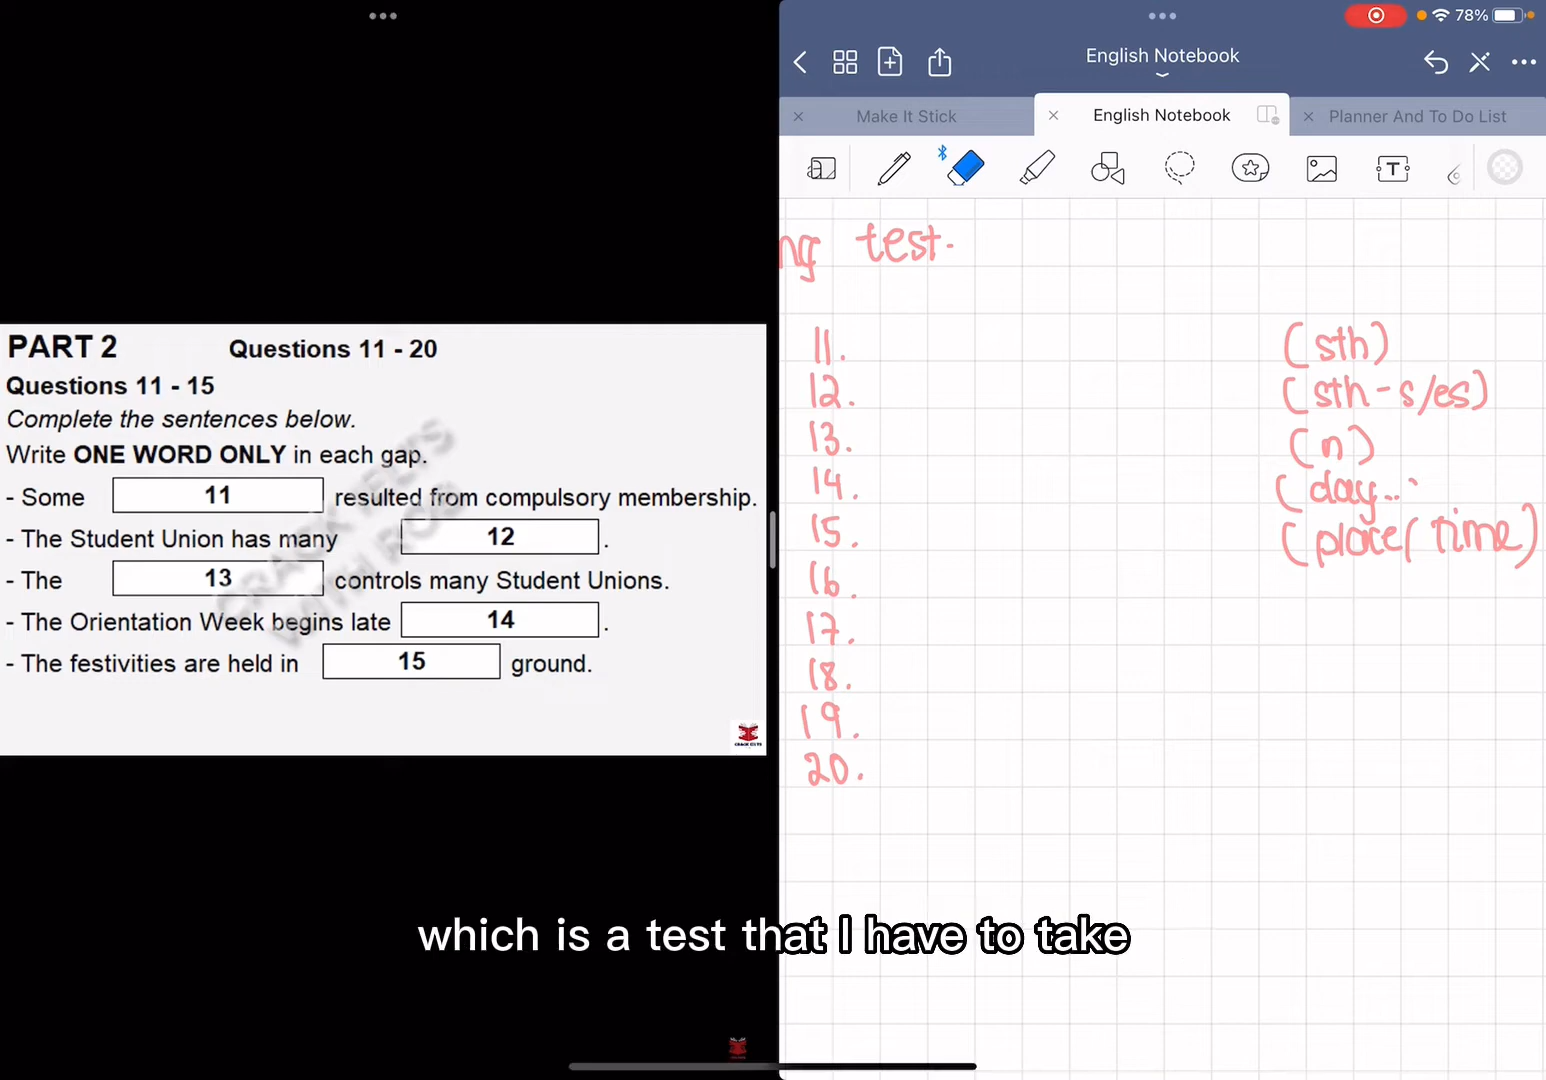 78%
English Notebook
Make It Stick
English Notebook
Planner And To Do List
T
ng test.
PART 2 Questions 11 - 20
Questions 11 - 15
Complete the sentences below.
Write ONE WORD ONLY in each gap.
- Some 11 resulted from compulsory membership.
- The Student Union has many 12 .
- The 13 controls many Student Unions.
- The Orientation Week begins late 14 .
- The festivities are held in 15 ground.
CRACK IELTS
WITH ROB
11. (sth)
12. (sth - s/es)
13. (n)
14. (day...
15. (place( time)
16.
17.
18.
19.
20.
which is a test that I have to take